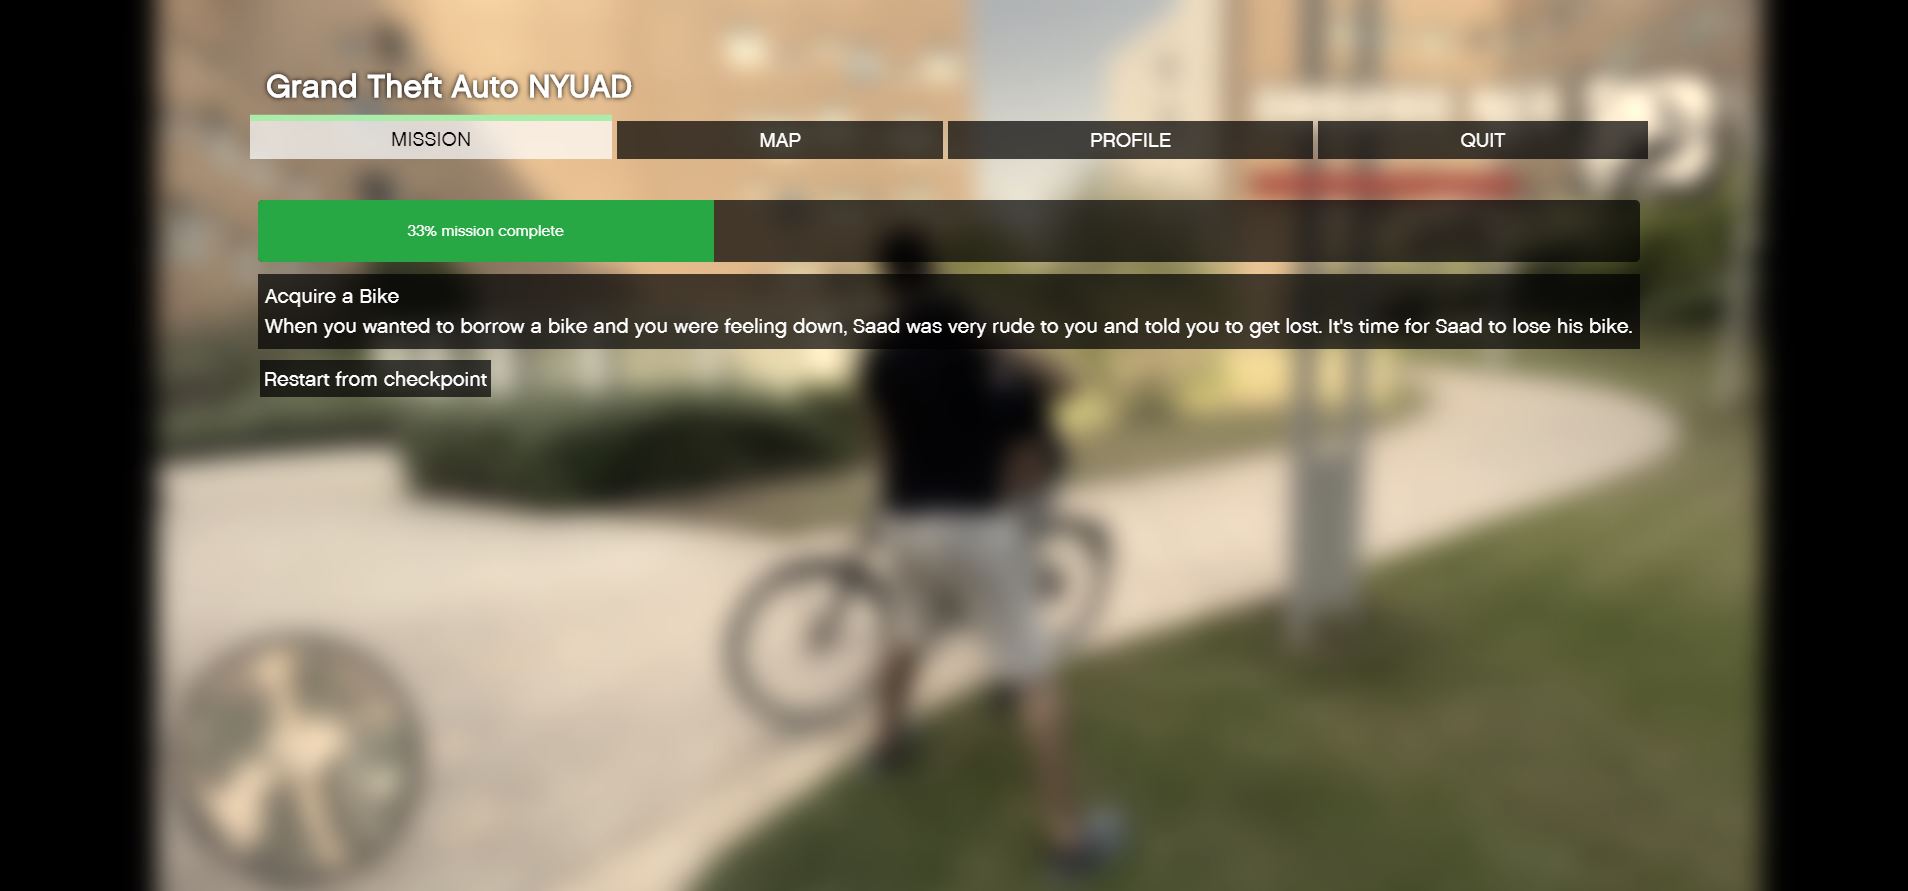 Grand Theft Auto NYUAD
MISSION MAP PROFILE QUIT
33% mission complete
Acquire a Bike
When you wanted to borrow a bike and you were feeling down, Saad was very rude to you and told you to get lost. It's time for Saad to lose his bike.
Restart from checkpoint